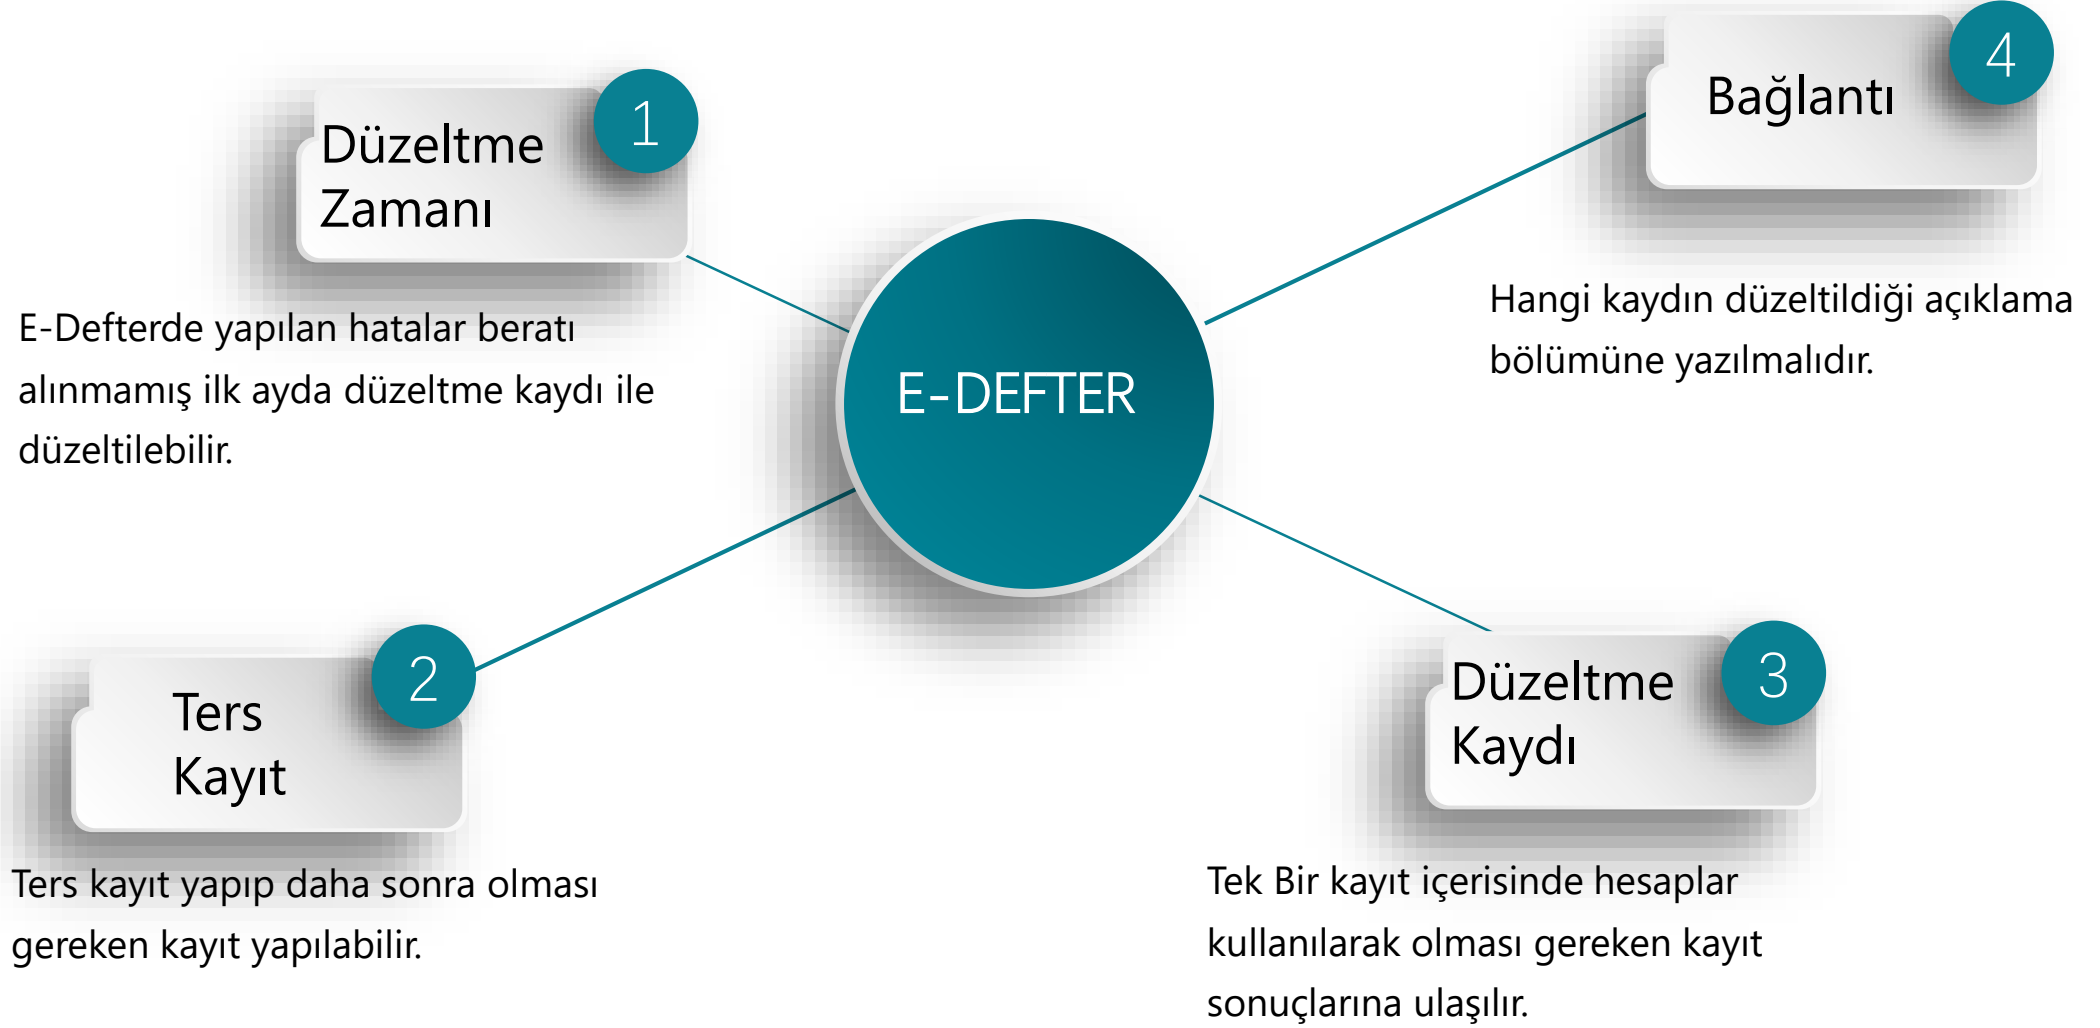 1
Düzeltme
Zamanı
E-Defterde yapılan hatalar beratı
alınmamış ilk ayda düzeltme kaydı ile
düzeltilebilir.
2
Ters
Kayıt
Ters kayıt yapıp daha sonra olması
gereken kayıt yapılabilir.
E-DEFTER
3
Düzeltme
Kaydı
Tek Bir kayıt içerisinde hesaplar
kullanılarak olması gereken kayıt
sonuçlarına ulaşılır.
4
Bağlantı
Hangi kaydın düzeltildiği açıklama
bölümüne yazılmalıdır.